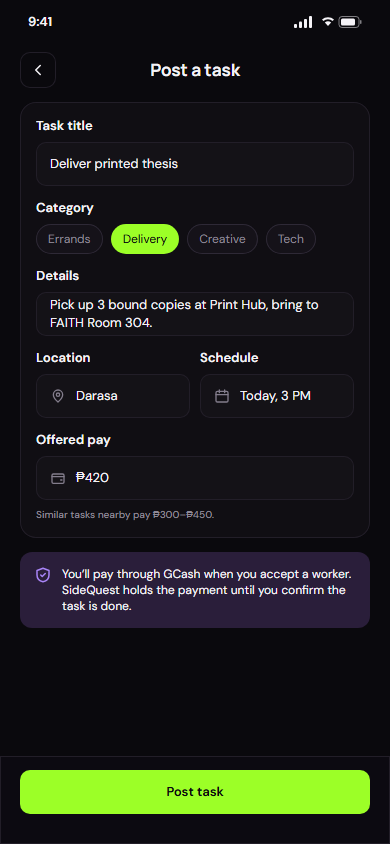 9:41
Post a task
Task title
Deliver printed thesis
Category
Errands
Delivery
Creative
Tech
Details
Pick up 3 bound copies at Print Hub, bring to
FAITH Room 304.
Location
Schedule
Darasa
Today, 3 PM
Offered pay
₱420
Similar tasks nearby pay ₱300–₱450.
You'll pay through GCash when you accept a worker.
SideQuest holds the payment until you confirm the
task is done.
Post task